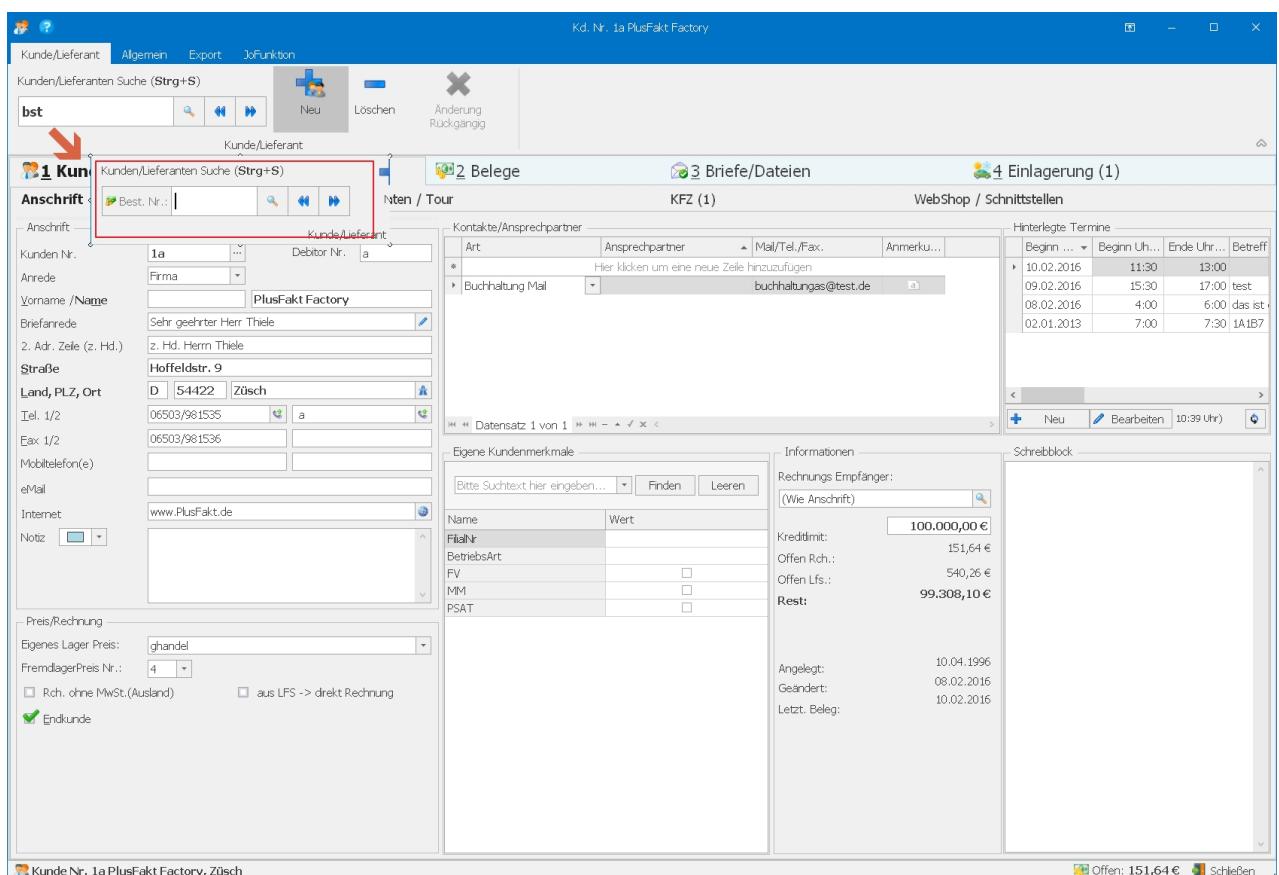 Kd. Nr. 1a PlusFakt Factory
Kunde/Lieferant Allgemein Export JoFunktion
Kunden/Lieferanten Suche (Strg+S)
bst
Neu
Löschen
Änderung
Rückgängig
Kunde/Lieferant
1 Kun
2 Belege
3 Briefe/Dateien
4 Einlagerung (1)
Kunden/Lieferanten Suche (Strg+S)
Best. Nr.:
Kunde/Lieferant
Anschrift
nten / Tour
KFZ (1)
WebShop / Schnittstellen
Anschrift
Kunden Nr. 1a ... Debitor Nr. a
Anrede Firma
Vorname /Name PlusFakt Factory
Briefanrede Sehr geehrter Herr Thiele
2. Adr. Zeile (z. Hd.) z. Hd. Herrn Thiele
Straße Hoffeldstr. 9
Land, PLZ, Ort D 54422 Züsch
Tel. 1/2 06503/981535 a
Fax 1/2 06503/981536
Mobiltelefon(e)
eMail
Internet www.PlusFakt.de
Notiz
Preis/Rechnung
Eigenes Lager Preis: ghandel
FremdlagerPreis Nr.: 4
Rch. ohne MwSt.(Ausland) aus LFS -> direkt Rechnung
Endkunde
Kontakte/Ansprechpartner
Art Ansprechpartner Mail/Tel./Fax. Anmerku...
Hier klicken um eine neue Zeile hinzuzufügen
Buchhaltung Mail buchhaltungas@test.de a
Datensatz 1 von 1
Eigene Kundenmerkmale
Bitte Suchtext hier eingeben... Finden Leeren
Name Wert
FilialNr
BetriebsArt
FV
MM
PSAT
Informationen
Rechnungs Empfänger:
(Wie Anschrift)
Kreditlimit: 100.000,00 €
Offen Rch.: 151,64 €
Offen Lfs.: 540,26 €
Rest: 99.308,10 €
Angelegt: 10.04.1996
Geändert: 08.02.2016
Letzt. Beleg: 10.02.2016
Hinterlegte Termine
Beginn ... Beginn Uh... Ende Uhr... Betreff
10.02.2016 11:30 13:00
09.02.2016 15:30 17:00 test
08.02.2016 4:00 6:00 das ist
02.01.2013 7:00 7:30 1A1B7
Neu Bearbeiten 10:39 Uhr)
Schreibblock
Kunde Nr. 1a PlusFakt Factory, Züsch
Offen: 151,64 € Schließen